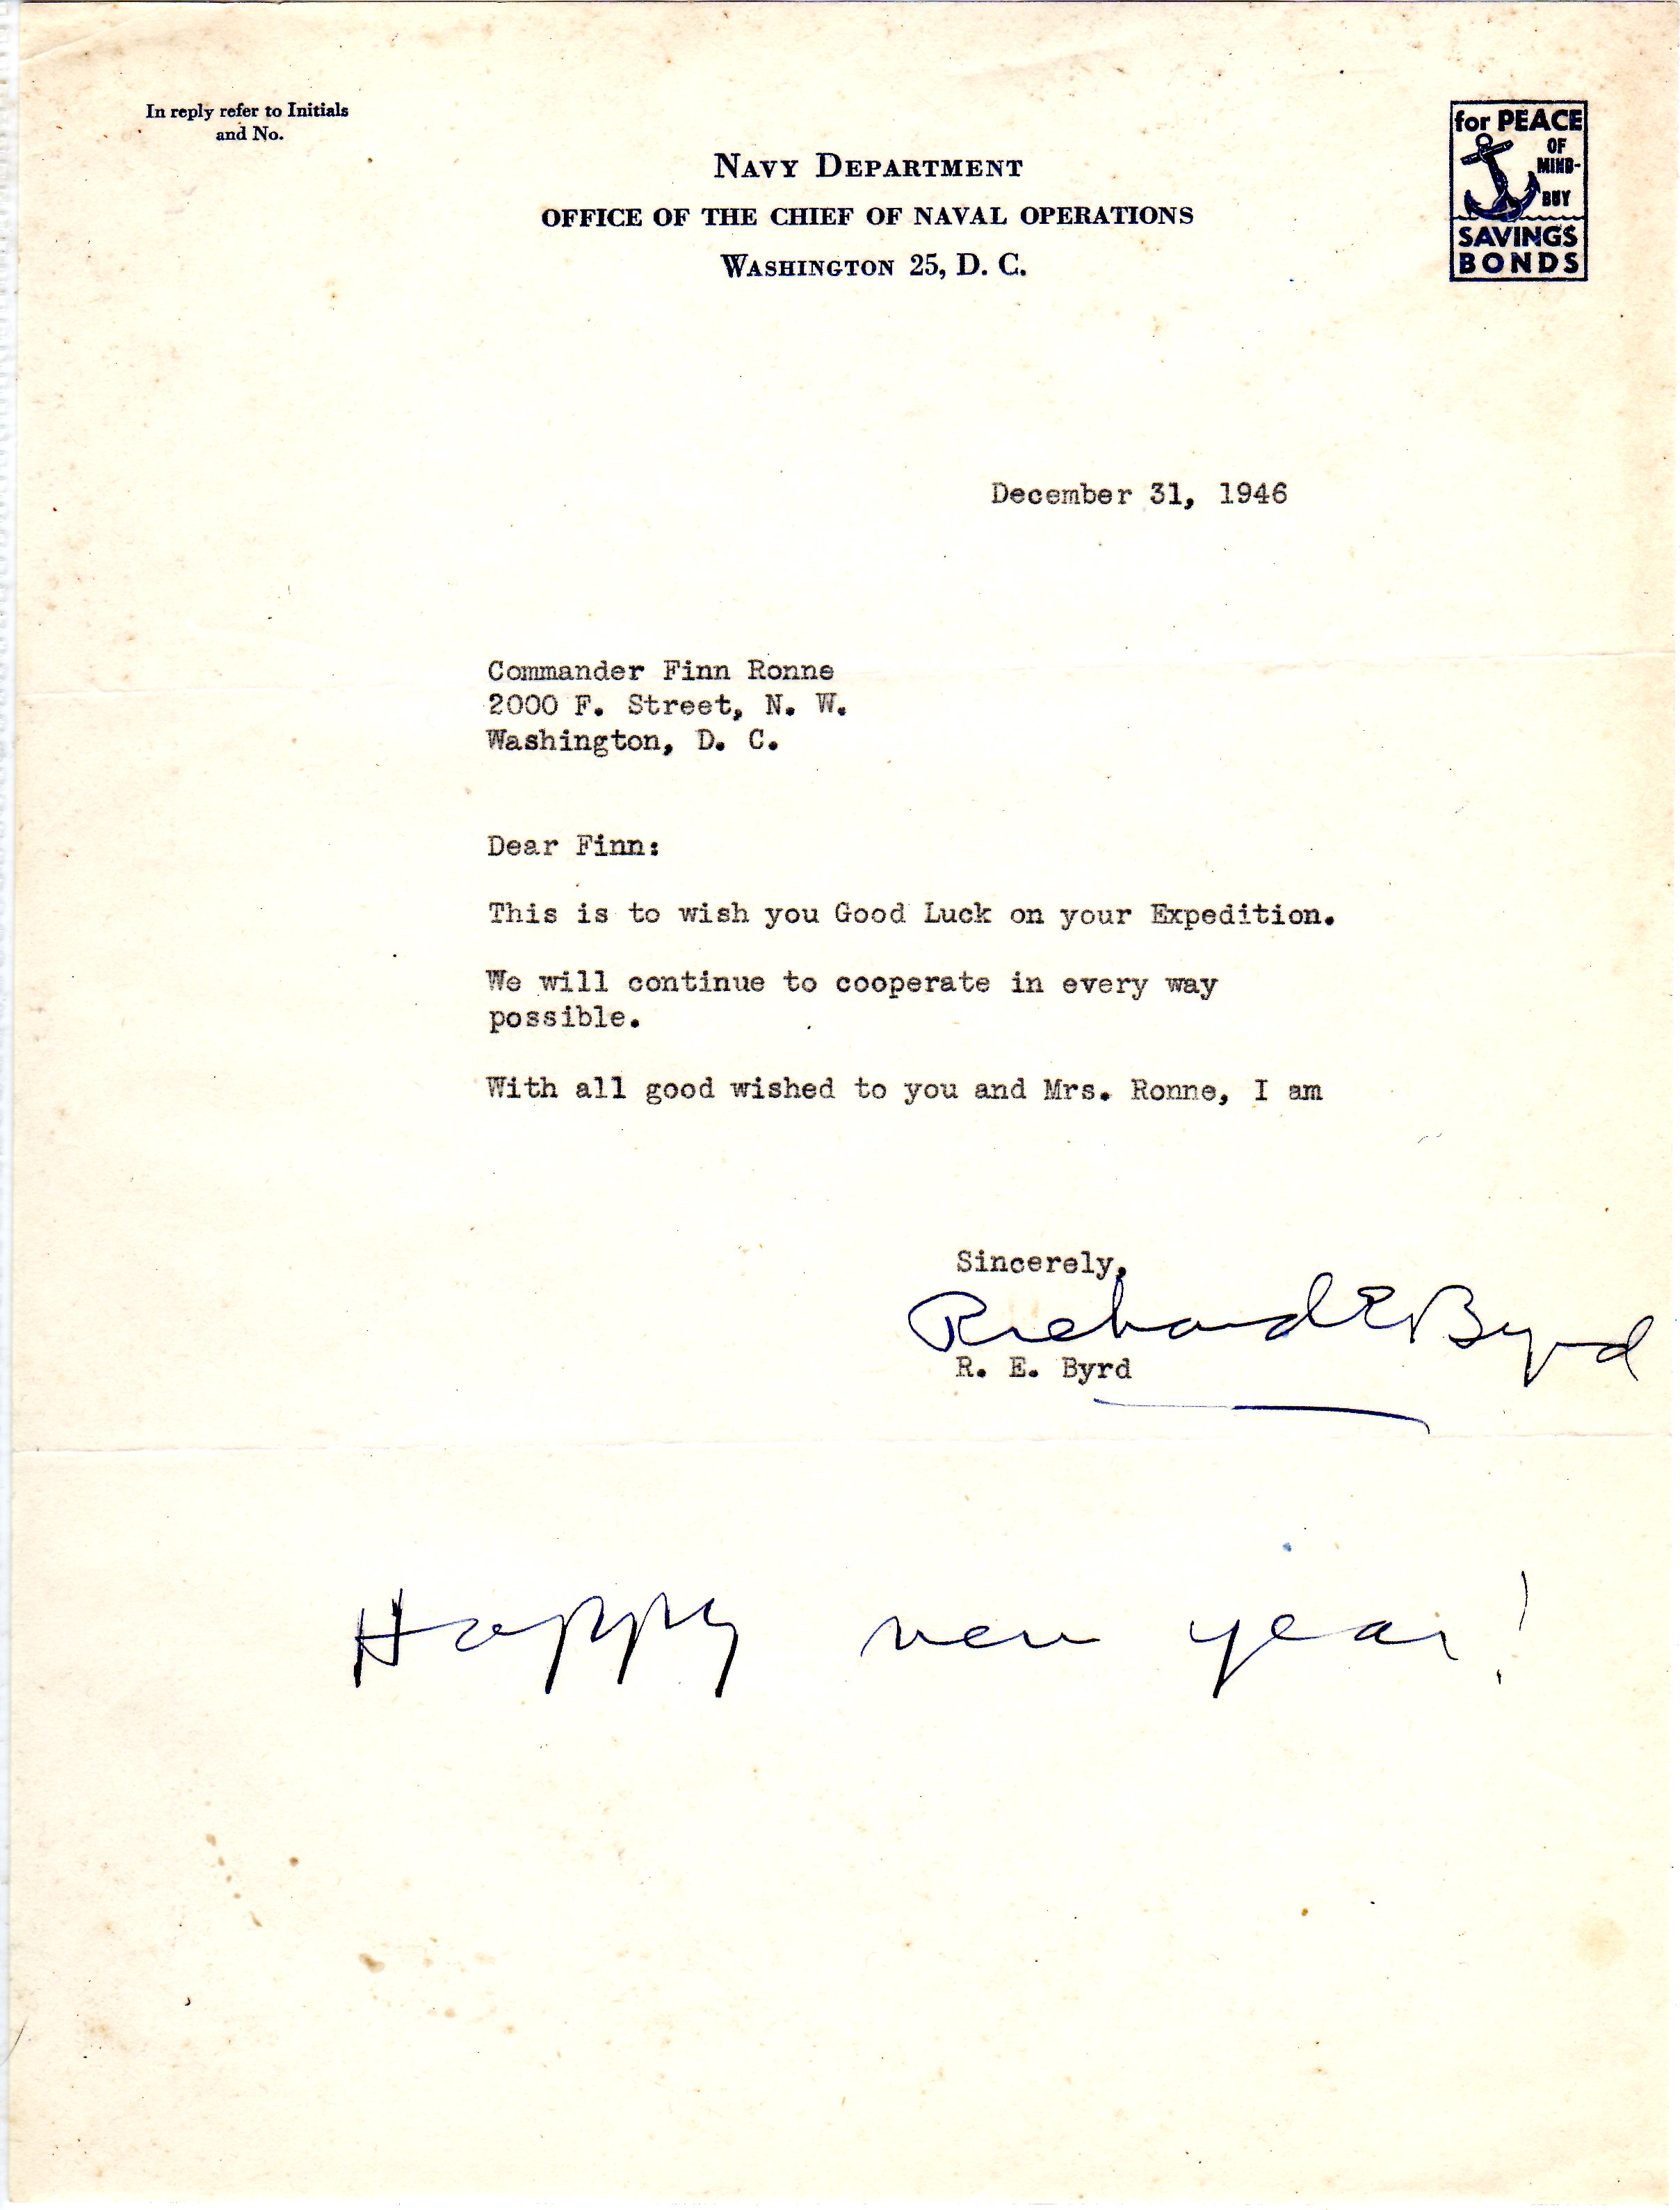 In reply refer to Initials
and No.
for PEACE
OF
MIND-
BUY
SAVINGS
BONDS
NAVY DEPARTMENT
OFFICE OF THE CHIEF OF NAVAL OPERATIONS
WASHINGTON 25, D. C.
December 31, 1946
Commander Finn Ronne
2000 F. Street, N. W.
Washington, D. C.
Dear Finn:
This is to wish you Good Luck on your Expedition.
We will continue to cooperate in every way
possible.
With all good wished to you and Mrs. Ronne, I am
Sincerely,
Richard E Byrd
R. E. Byrd
Happy new year!